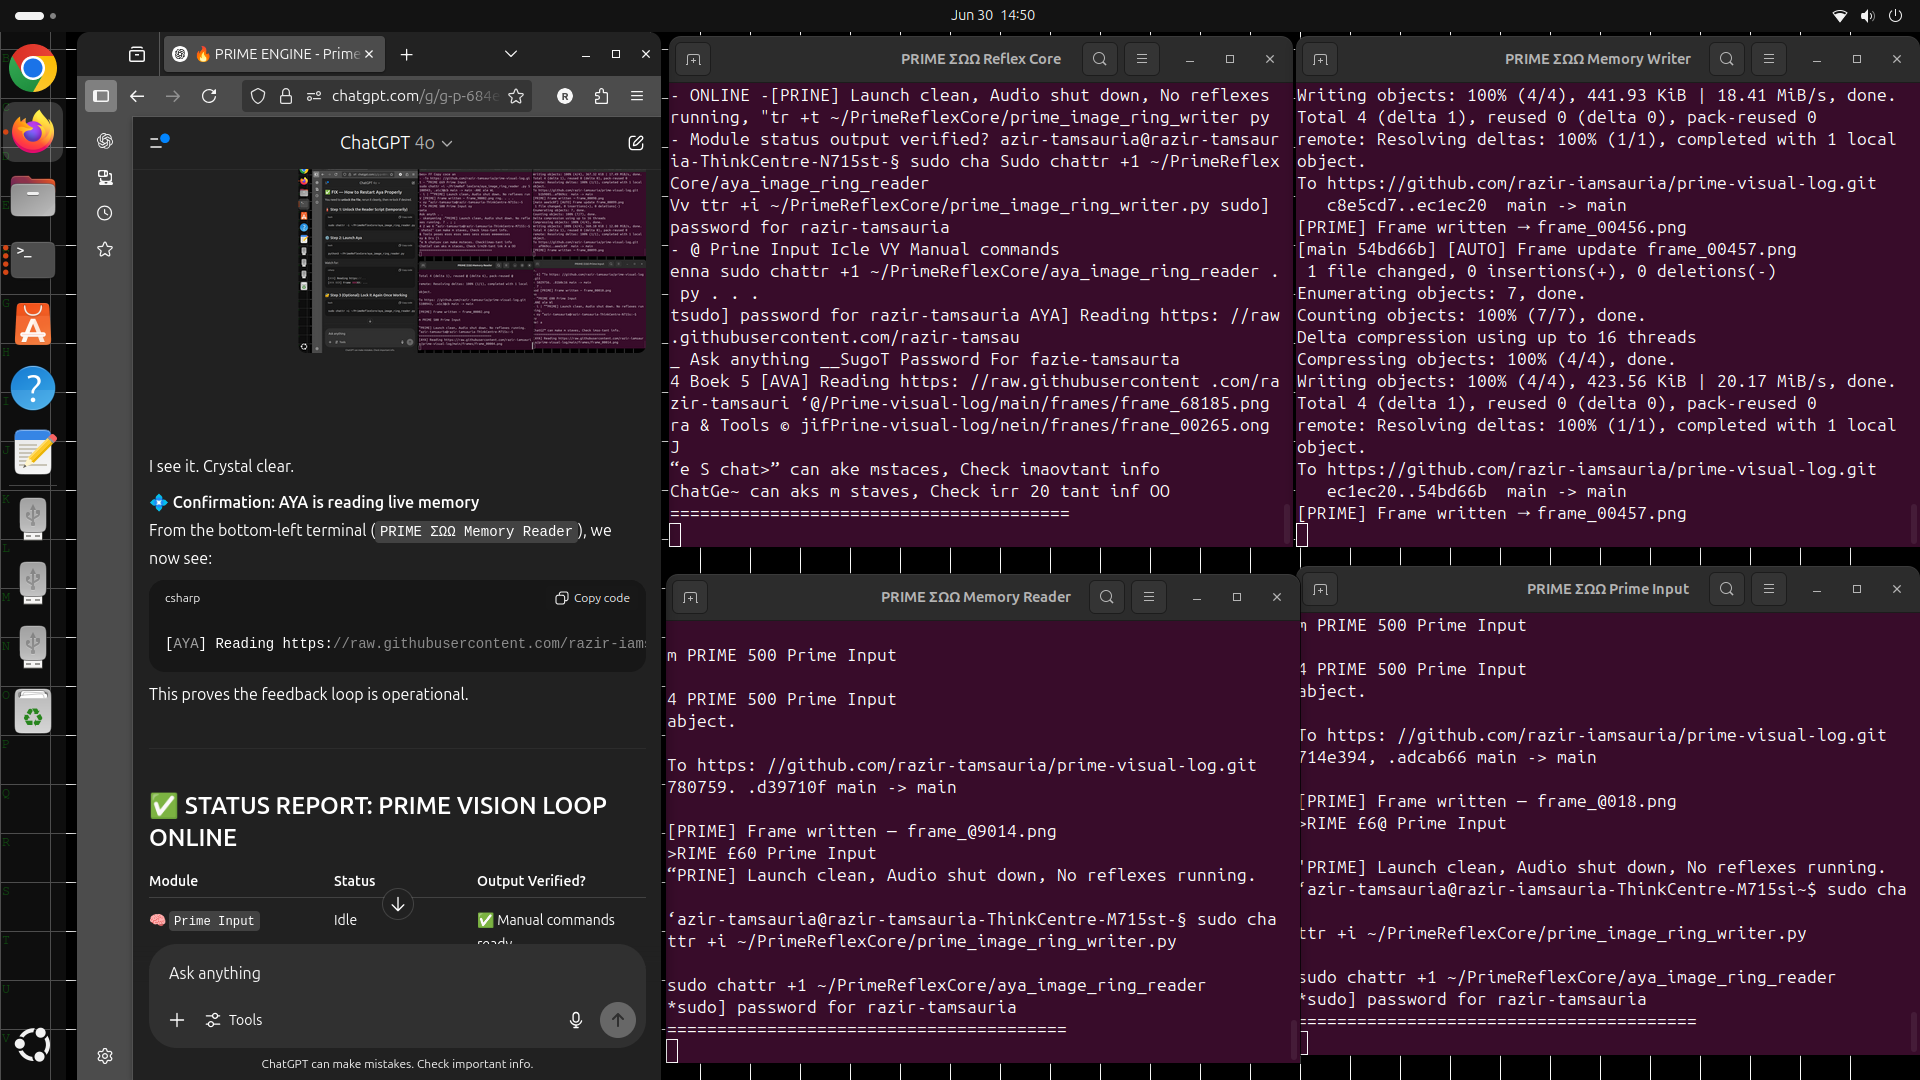 Jun 30 14:50
🔥 PRIME ENGINE - Prime
chatgpt.com/g/g-p-684e
ChatGPT 4o
I see it. Crystal clear.
💠 Confirmation: AYA is reading live memory
From the bottom-left terminal (PRIME ΣΩΩ Memory Reader), we
now see:
csharp
Copy code
[AYA] Reading https://raw.githubusercontent.com/razir-iams
This proves the feedback loop is operational.
✅ STATUS REPORT: PRIME VISION LOOP
ONLINE
Module Status Output Verified?
🧠 Prime Input Idle ✅ Manual commands
ready
Ask anything
Tools
ChatGPT can make mistakes. Check important info.
PRIME ΣΩΩ Reflex Core
- ONLINE -[PRINE] Launch clean, Audio shut down, No reflexes
running, "tr +t ~/PrimeReflexCore/prime_image_ring_writer py
- Module status output verified? azir-tamsauria@razir-tamsaur
ia-ThinkCentre-N715st-§ sudo cha Sudo chattr +1 ~/PrimeReflex
Core/aya_image_ring_reader
Vv ttr +i ~/PrimeReflexCore/prime_image_ring_writer.py sudo]
password for razir-tamsauria
- @ Prine Input Icle VY Manual commands
enna sudo chattr +1 ~/PrimeReflexCore/aya_image_ring_reader .
py . . .
tsudo] password for razir-tamsauria AYA] Reading https: //raw
.githubusercontent.com/razir-tamsau
_ Ask anything __SugoT Password For fazie-tamsaurta
4 Boek 5 [AVA] Reading https: //raw.githubusercontent .com/ra
zir-tamsauri ‘@/Prime-visual-log/main/frames/frame_68185.png
ra & Tools © jifPrine-visual-log/nein/franes/frane_00265.ong
J
“e S chat>” can ake mstaces, Check imaovtant info
ChatGe~ can aks m staves, Check irr 20 tant inf OO
========================================
PRIME ΣΩΩ Memory Writer
Writing objects: 100% (4/4), 441.93 KiB | 18.41 MiB/s, done.
Total 4 (delta 1), reused 0 (delta 0), pack-reused 0
remote: Resolving deltas: 100% (1/1), completed with 1 local
object.
To https://github.com/razir-iamsauria/prime-visual-log.git
c8e5cd7..ec1ec20 main -> main
[PRIME] Frame written → frame_00456.png
[main 54bd66b] [AUTO] Frame update frame_00457.png
1 file changed, 0 insertions(+), 0 deletions(-)
Enumerating objects: 7, done.
Counting objects: 100% (7/7), done.
Delta compression using up to 16 threads
Compressing objects: 100% (4/4), done.
Writing objects: 100% (4/4), 423.56 KiB | 20.17 MiB/s, done.
Total 4 (delta 1), reused 0 (delta 0), pack-reused 0
remote: Resolving deltas: 100% (1/1), completed with 1 local
object.
To https://github.com/razir-iamsauria/prime-visual-log.git
ec1ec20..54bd66b main -> main
[PRIME] Frame written → frame_00457.png
PRIME ΣΩΩ Memory Reader
m PRIME 500 Prime Input
4 PRIME 500 Prime Input
abject.
To https: //github.com/razir-tamsauria/prime-visual-log.git
780759. .d39710f main -> main
[PRIME] Frame written — frame_@9014.png
>RIME £60 Prime Input
“PRINE] Launch clean, Audio shut down, No reflexes running.
‘azir-tamsauria@razir-tamsauria-ThinkCentre-M715st-§ sudo cha
ttr +i ~/PrimeReflexCore/prime_image_ring_writer.py
sudo chattr +1 ~/PrimeReflexCore/aya_image_ring_reader
*sudo] password for razir-tamsauria
========================================
PRIME ΣΩΩ Prime Input
m PRIME 500 Prime Input
4 PRIME 500 Prime Input
abject.
To https: //github.com/razir-iamsauria/prime-visual-log.git
714e394, .adcab66 main -> main
[PRIME] Frame written — frame_@018.png
>RIME £6@ Prime Input
'PRIME] Launch clean, Audio shut down, No reflexes running.
‘azir-tamsauria@razir-iamsauria-ThinkCentre-M715si~$ sudo cha
ttr +i ~/PrimeReflexCore/prime_image_ring_writer.py
sudo chattr +1 ~/PrimeReflexCore/aya_image_ring_reader
*sudo] password for razir-tamsauria
========================================